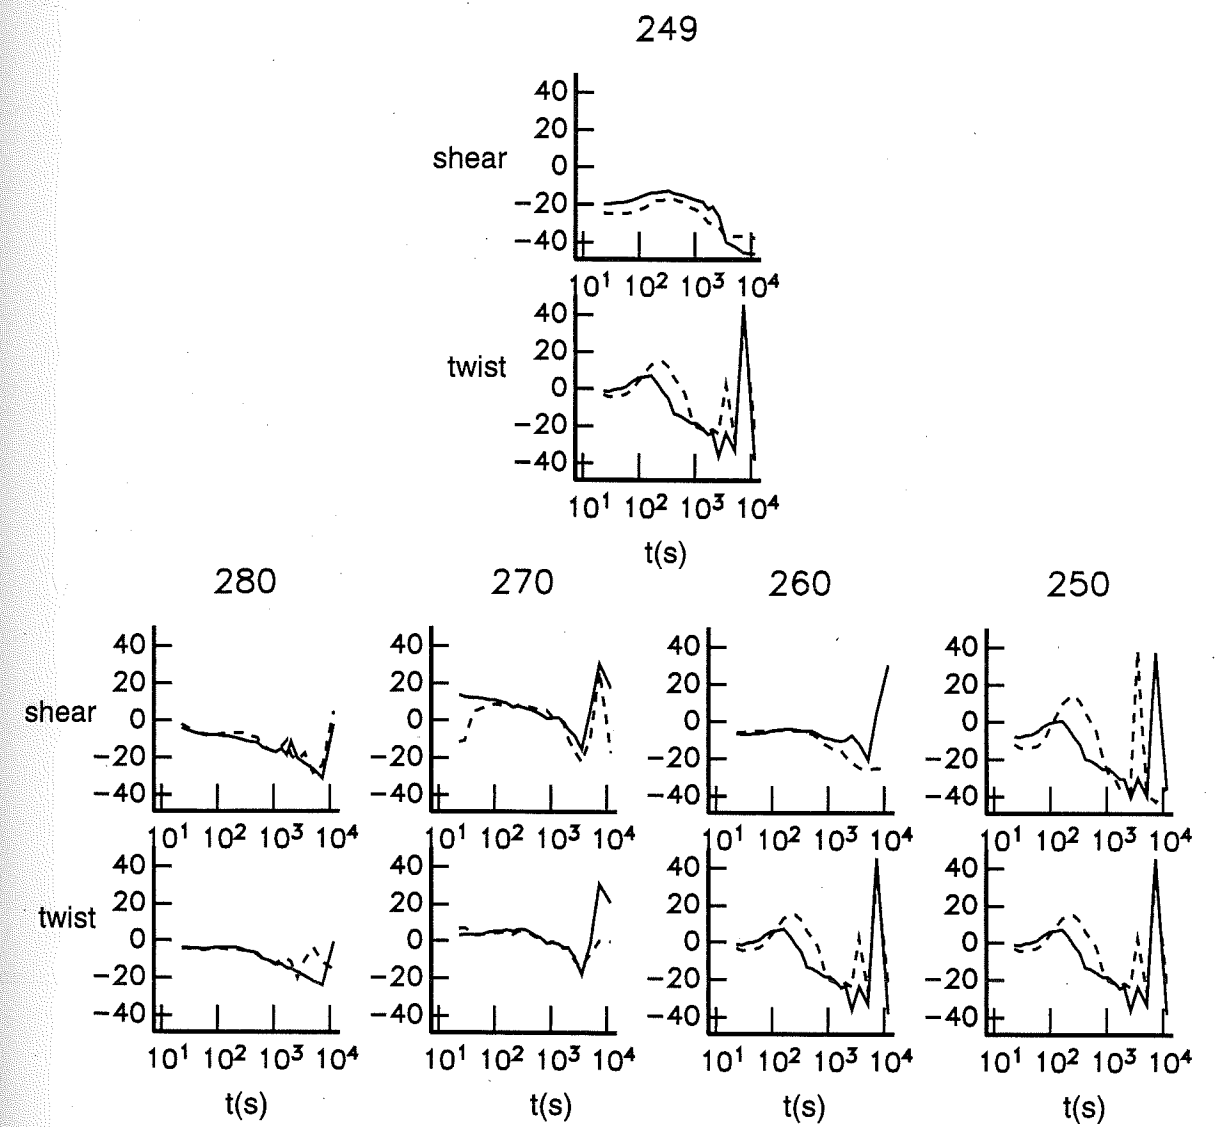 249
40
20
shear 0
−20
−40
10¹ 10² 10³ 10⁴
40
20
twist 0
−20
−40
10¹ 10² 10³ 10⁴
t(s)
280 270 260 250
40 40 40 40
20 20 20 20
shear 0 0 0 0
−20 −20 −20 −20
−40 −40 −40 −40
10¹ 10² 10³ 10⁴ 10¹ 10² 10³ 10⁴ 10¹ 10² 10³ 10⁴ 10¹ 10² 10³ 10⁴
40 40 40 40
20 20 20 20
twist 0 0 0 0
−20 −20 −20 −20
−40 −40 −40 −40
10¹ 10² 10³ 10⁴ 10¹ 10² 10³ 10⁴ 10¹ 10² 10³ 10⁴ 10¹ 10² 10³ 10⁴
t(s) t(s) t(s) t(s)